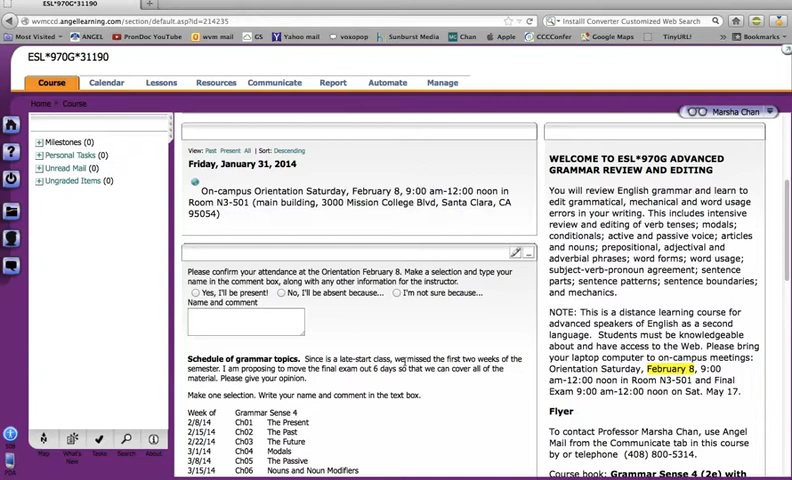 ESL*970G*31190
wvmccd.angellearning.com/section/default.asp?id=214235
Installl Converter Customized Web Search
Most Visited
ANGEL
PronDoc YouTube
wvm mail
GS
Yahoo mail
voxopop
Sunburst Media
MC Chan
Apple
CCCConfer
Google Maps
TinyURL!
Bookmarks
ESL*970G*31190
Course
Calendar
Lessons
Resources
Communicate
Report
Automate
Manage
Home > Course
Marsha Chan
Milestones (0)
Personal Tasks (0)
Unread Mail (0)
Ungraded Items (0)
View: Past Present All | Sort: Descending
Friday, January 31, 2014
On-campus Orientation Saturday, February 8, 9:00 am-12:00 noon in
Room N3-501 (main building, 3000 Mission College Blvd, Santa Clara, CA
95054)
Please confirm your attendance at the Orientation February 8. Make a selection and type your
name in the comment box, along with any other information for the instructor.
Yes, I'll be present! No, I'll be absent because... I'm not sure because...
Name and comment
Schedule of grammar topics. Since is a late-start class, we missed the first two weeks of the
semester. I am proposing to move the final exam out 6 days so that we can cover all of the
material. Please give your opinion.
Make one selection. Write your name and comment in the text box.
Week of Grammar Sense 4
2/8/14 Ch01 The Present
2/15/14 Ch02 The Past
2/22/14 Ch03 The Future
3/1/14 Ch04 Modals
3/8/14 Ch05 The Passive
3/15/14 Ch06 Nouns and Noun Modifiers
WELCOME TO ESL*970G ADVANCED
GRAMMAR REVIEW AND EDITING
You will review English grammar and learn to
edit grammatical, mechanical and word usage
errors in your writing. This includes intensive
review and editing of verb tenses; modals;
conditionals; active and passive voice; articles
and nouns; prepositional, adjectival and
adverbial phrases; word forms; word usage;
subject-verb-pronoun agreement; sentence
parts; sentence patterns; sentence boundaries;
and mechanics.
NOTE: This is a distance learning course for
advanced speakers of English as a second
language. Students must be knowledgeable
about and have access to the Web. Please bring
your laptop computer to on-campus meetings:
Orientation Saturday, February 8, 9:00
am-12:00 noon in Room N3-501 and Final
Exam 9:00 am-12:00 noon on Sat. May 17.
Flyer
To contact Professor Marsha Chan, use Angel
Mail from the Communicate tab in this course
by or telephone (408) 800-5314.
Course book: Grammar Sense 4 (2e) with
Map
What's New
Tasks
Search
About
508
PDA